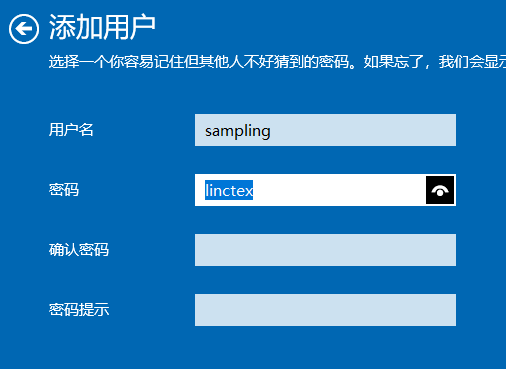 添加用户
选择一个你容易记住但其他人不好猜到的密码。如果忘了，我们会显示
用户名
sampling
密码
linctex
确认密码
密码提示